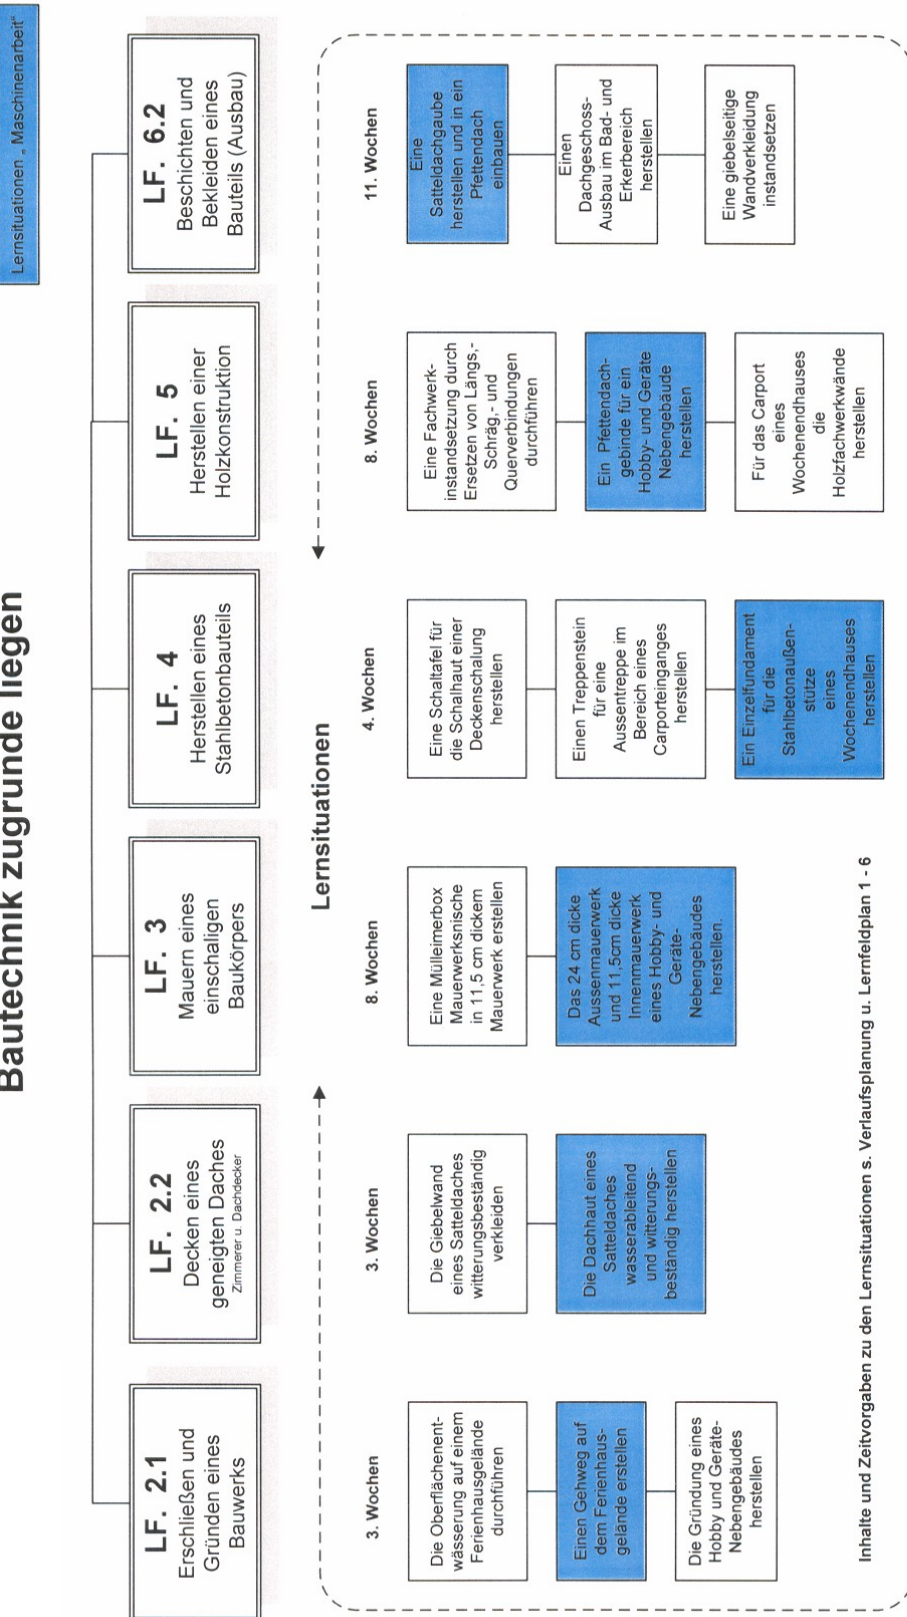 Bautechnik zugrunde liegen
Lernsituationen „ Maschinenarbeit“
LF. 2.1
Erschließen und
Gründen eines
Bauwerks
LF. 2.2
Decken eines
geneigten Daches
Zimmerer u. Dachdecker
LF. 3
Mauern eines
einschaligen
Baukörpers
LF. 4
Herstellen eines
Stahlbetonbauteils
LF. 5
Herstellen einer
Holzkonstruktion
LF. 6.2
Beschichten und
Bekleiden eines
Bauteils (Ausbau)
Lernsituationen
3. Wochen
Die Oberflächenent-
wässerung auf einem
Ferienhausgelände
durchführen
Einen Gehweg auf
dem Ferienhaus-
gelände erstellen
Die Gründung eines
Hobby und Geräte-
Nebengebäudes
herstellen
3. Wochen
Die Giebelwand
eines Satteldaches
witterungsbeständig
verkleiden
Die Dachhaut eines
Satteldaches
wasserableitend
und witterungs-
beständig herstellen
8. Wochen
Eine Mülleimerbox
Mauerwerksnische
in 11,5 cm dickem
Mauerwerk erstellen
Das 24 cm dicke
Aussenmauerwerk
und 11,5cm dicke
Innenmauerwerk
eines Hobby- und
Geräte-
Nebengebäudes
herstellen.
4. Wochen
Eine Schaltafel für
die Schalhaut einer
Deckenschalung
herstellen
Einen Treppenstein
für eine
Aussentreppe im
Bereich eines
Carporteinganges
herstellen
Ein Einzelfundament
für die
Stahlbetonaußen-
stütze
eines
Wochenendhauses
herstellen
8. Wochen
Eine Fachwerk-
instandsetzung durch
Ersetzen von Längs,-
Schräg,- und
Querverbindungen
durchführen
Ein Pfettendach-
gebinde für ein
Hobby- und Geräte
Nebengebäude
herstellen
Für das Carport
eines
Wochenendhauses
die
Holzfachwerkwände
herstellen
11. Wochen
Eine
Satteldachgaube
herstellen und in ein
Pfettendach
einbauen
Einen
Dachgeschoss-
Ausbau im Bad- und
Erkerbereich
herstellen
Eine giebelseitige
Wandverkleidung
instandsetzen
Inhalte und Zeitvorgaben zu den Lernsituationen s. Verlaufsplanung u. Lernfeldplan 1 - 6